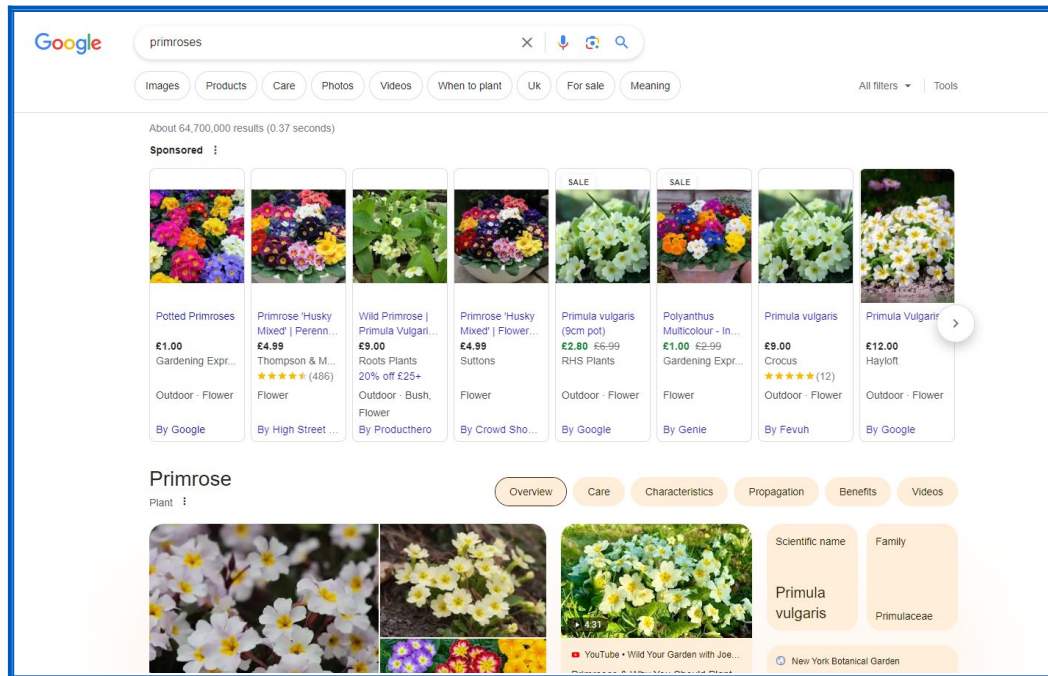 Google
primroses
Images
Products
Care
Photos
Videos
When to plant
Uk
For sale
Meaning
All filters
Tools
About 64,700,000 results (0.37 seconds)
Sponsored
Potted Primroses
£1.00
Gardening Expr...
Outdoor · Flower
By Google
Primrose 'Husky
Mixed' | Perenn...
£4.99
Thompson & M...
(486)
Flower
By High Street ...
Wild Primrose |
Primula Vulgari...
£9.00
Roots Plants
20% off £25+
Outdoor · Bush,
Flower
By Producthero
Primrose 'Husky
Mixed' | Flower...
£4.99
Suttons
Flower
By Crowd Sho...
SALE
Primula vulgaris
(9cm pot)
£2.80 £6.99
RHS Plants
Outdoor · Flower
By Google
SALE
Polyanthus
Multicolour - In...
£1.00 £2.99
Gardening Expr...
Flower
By Genie
Primula vulgaris
£9.00
Crocus
(12)
Outdoor · Flower
By Fevuh
Primula Vulgaris
£12.00
Hayloft
Outdoor · Flower
By Google
Primrose
Plant
Overview
Care
Characteristics
Propagation
Benefits
Videos
4:31
YouTube • Wild Your Garden with Joe...
Primroses & Why You Should Plant
Scientific name
Primula
vulgaris
Family
Primulaceae
New York Botanical Garden